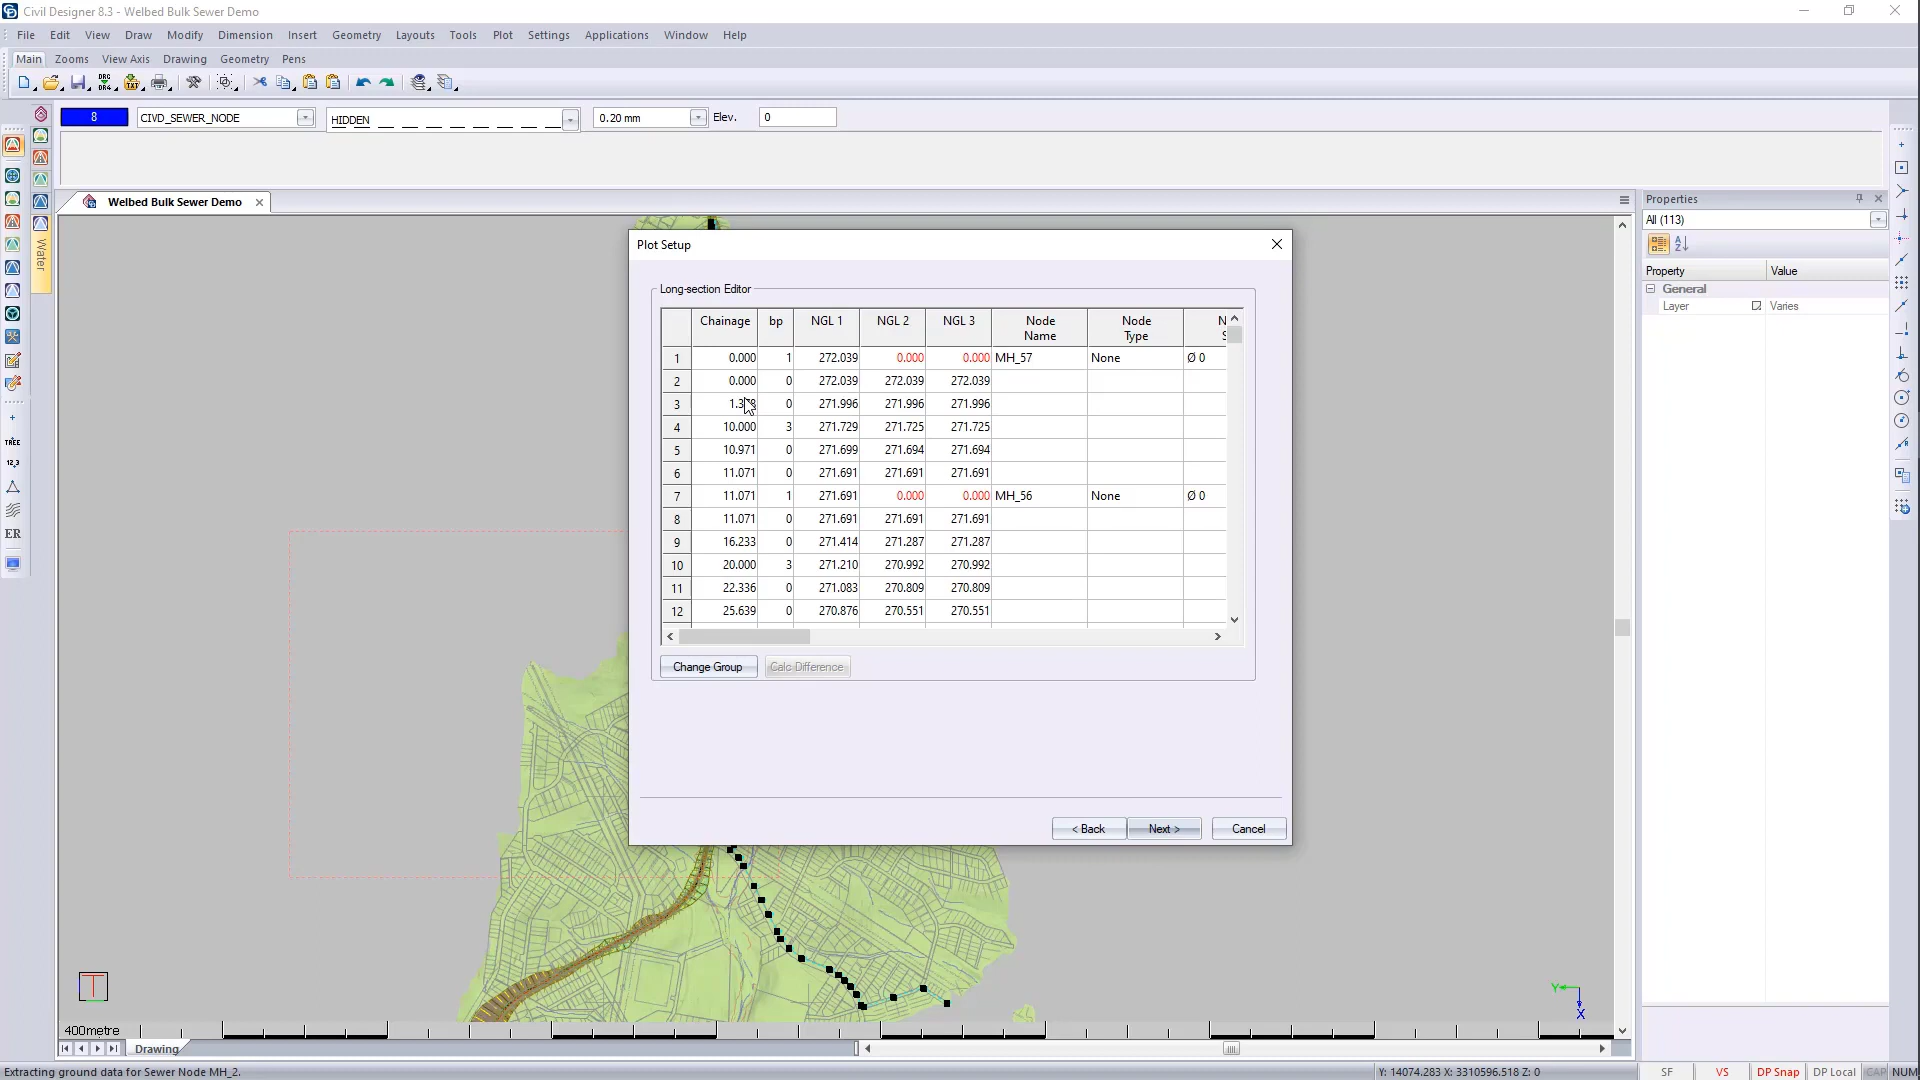 Civil Designer 8.3 - Welbed Bulk Sewer Demo
File Edit View Draw Modify Dimension Insert Geometry Layouts Tools Plot Settings Applications Window Help
Main Zooms View Axis Drawing Geometry Pens
8 CIVD_SEWER_NODE HIDDEN 0.20 mm Elev. 0
Welbed Bulk Sewer Demo
Water
TREE
12,3
ER
Plot Setup
Long-section Editor
Chainage bp NGL 1 NGL 2 NGL 3 Node Name Node Type
1 0.000 1 272.039 0.000 0.000 MH_57 None Ø 0
2 0.000 0 272.039 272.039 272.039
3 0 271.996 271.996 271.996
4 10.000 3 271.729 271.725 271.725
5 10.971 0 271.699 271.694 271.694
6 11.071 0 271.691 271.691 271.691
7 11.071 1 271.691 0.000 0.000 MH_56 None Ø 0
8 11.071 0 271.691 271.691 271.691
9 16.233 0 271.414 271.287 271.287
10 20.000 3 271.210 270.992 270.992
11 22.336 0 271.083 270.809 270.809
12 25.639 0 270.876 270.551 270.551
Change Group Calc Difference
< Back Next > Cancel
Properties
All (113)
Property Value
General
Layer Varies
T
Y
X
400metre
Drawing
Extracting ground data for Sewer Node MH_2.
Y: 14074.283 X: 3310596.518 Z: 0
SF VS DP Snap DP Local CAP NUM